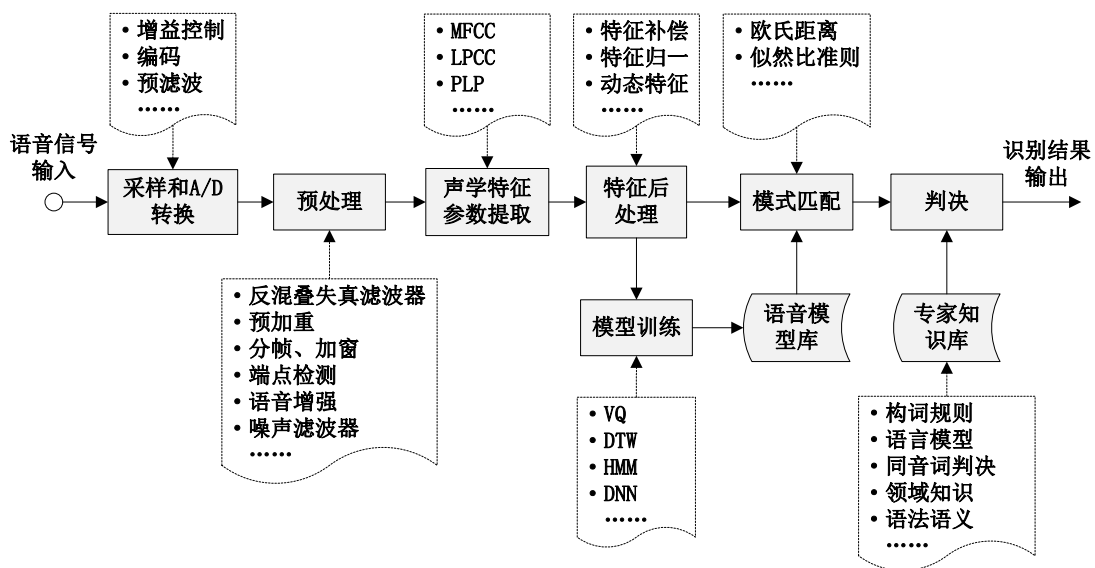 • 增益控制
• 编码
• 预滤波
• ……
• MFCC
• LPCC
• PLP
• ……
• 特征补偿
• 特征归一
• 动态特征
• ……
• 欧氏距离
• 似然比准则
• ……
语音信号
输入
采样和A/D
转换
预处理
声学特征
参数提取
特征后
处理
模式匹配
判决
识别结果
输出
• 反混叠失真滤波器
• 预加重
• 分帧、加窗
• 端点检测
• 语音增强
• 噪声滤波器
• ……
模型训练
语音模
型库
专家知
识库
• VQ
• DTW
• HMM
• DNN
• ……
• 构词规则
• 语言模型
• 同音词判决
• 领域知识
• 语法语义
• ……